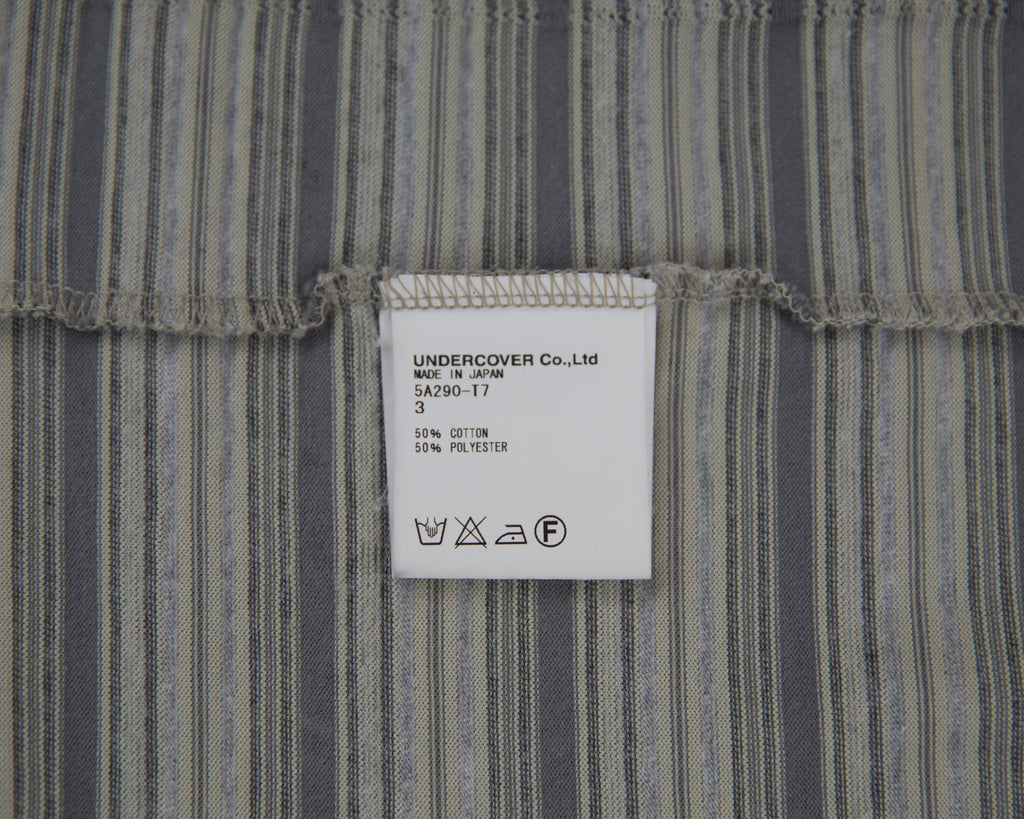 UNDERCOVER Co.,Ltd
MADE IN JAPAN
5A290-T7
3
50% COTTON
50% POLYESTER
F